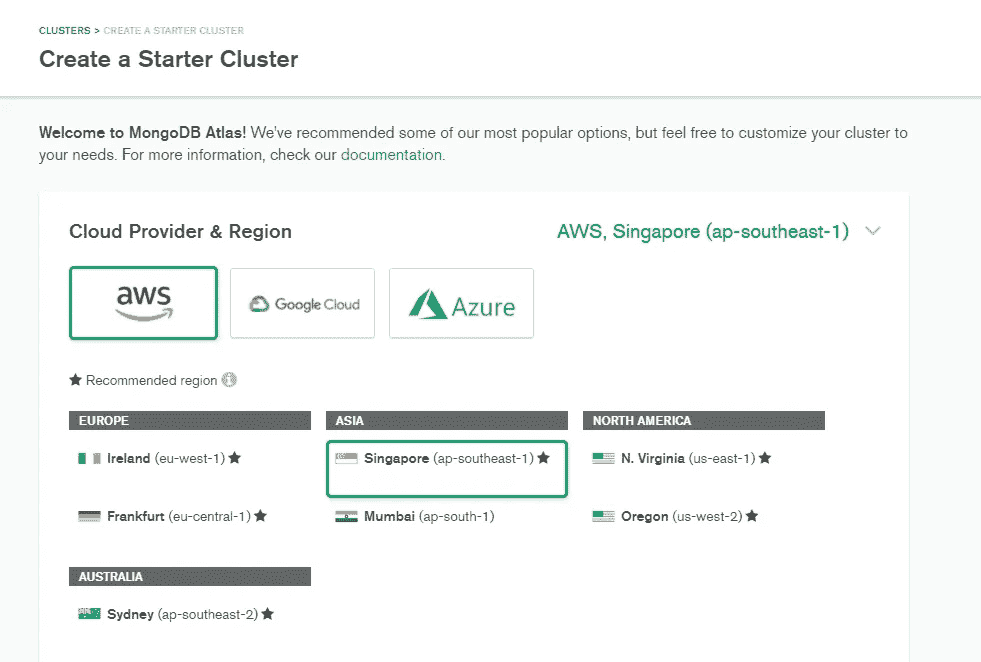 CLUSTERS > CREATE A STARTER CLUSTER
Create a Starter Cluster
Welcome to MongoDB Atlas! We've recommended some of our most popular options, but feel free to customize your cluster to
your needs. For more information, check our documentation.
Cloud Provider & Region
AWS, Singapore (ap-southeast-1)
aws
Google Cloud
Azure
★ Recommended region
EUROPE
Ireland (eu-west-1) ★
Frankfurt (eu-central-1) ★
ASIA
Singapore (ap-southeast-1) ★
Mumbai (ap-south-1)
NORTH AMERICA
N. Virginia (us-east-1) ★
Oregon (us-west-2) ★
AUSTRALIA
Sydney (ap-southeast-2) ★